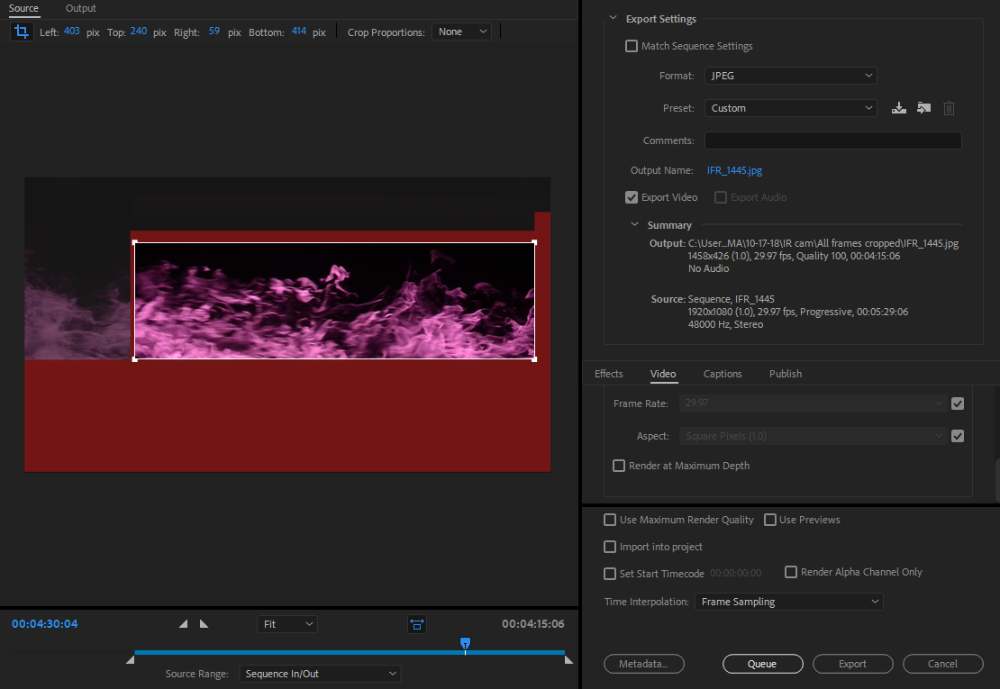 Source Output
Left: 403 pix Top: 240 pix Right: 59 pix Bottom: 414 pix Crop Proportions: None
00:04:30:04 Fit 00:04:15:06
Source Range: Sequence In/Out
Export Settings
Match Sequence Settings
Format: JPEG
Preset: Custom
Comments:
Output Name: IFR_1445.jpg
Export Video Export Audio
Summary
Output: C:\User...MA\10-17-18\IR cam\All frames cropped\IFR_1445.jpg
1458x426 (1.0), 29.97 fps, Quality 100, 00:04:15:06
No Audio
Source: Sequence, IFR_1445
1920x1080 (1.0), 29.97 fps, Progressive, 00:05:29:06
48000 Hz, Stereo
Effects Video Captions Publish
Frame Rate: 29.97
Aspect: Square Pixels (1.0)
Render at Maximum Depth
Use Maximum Render Quality Use Previews
Import into project
Set Start Timecode 00:00:00:00 Render Alpha Channel Only
Time Interpolation: Frame Sampling
Metadata... Queue Export Cancel